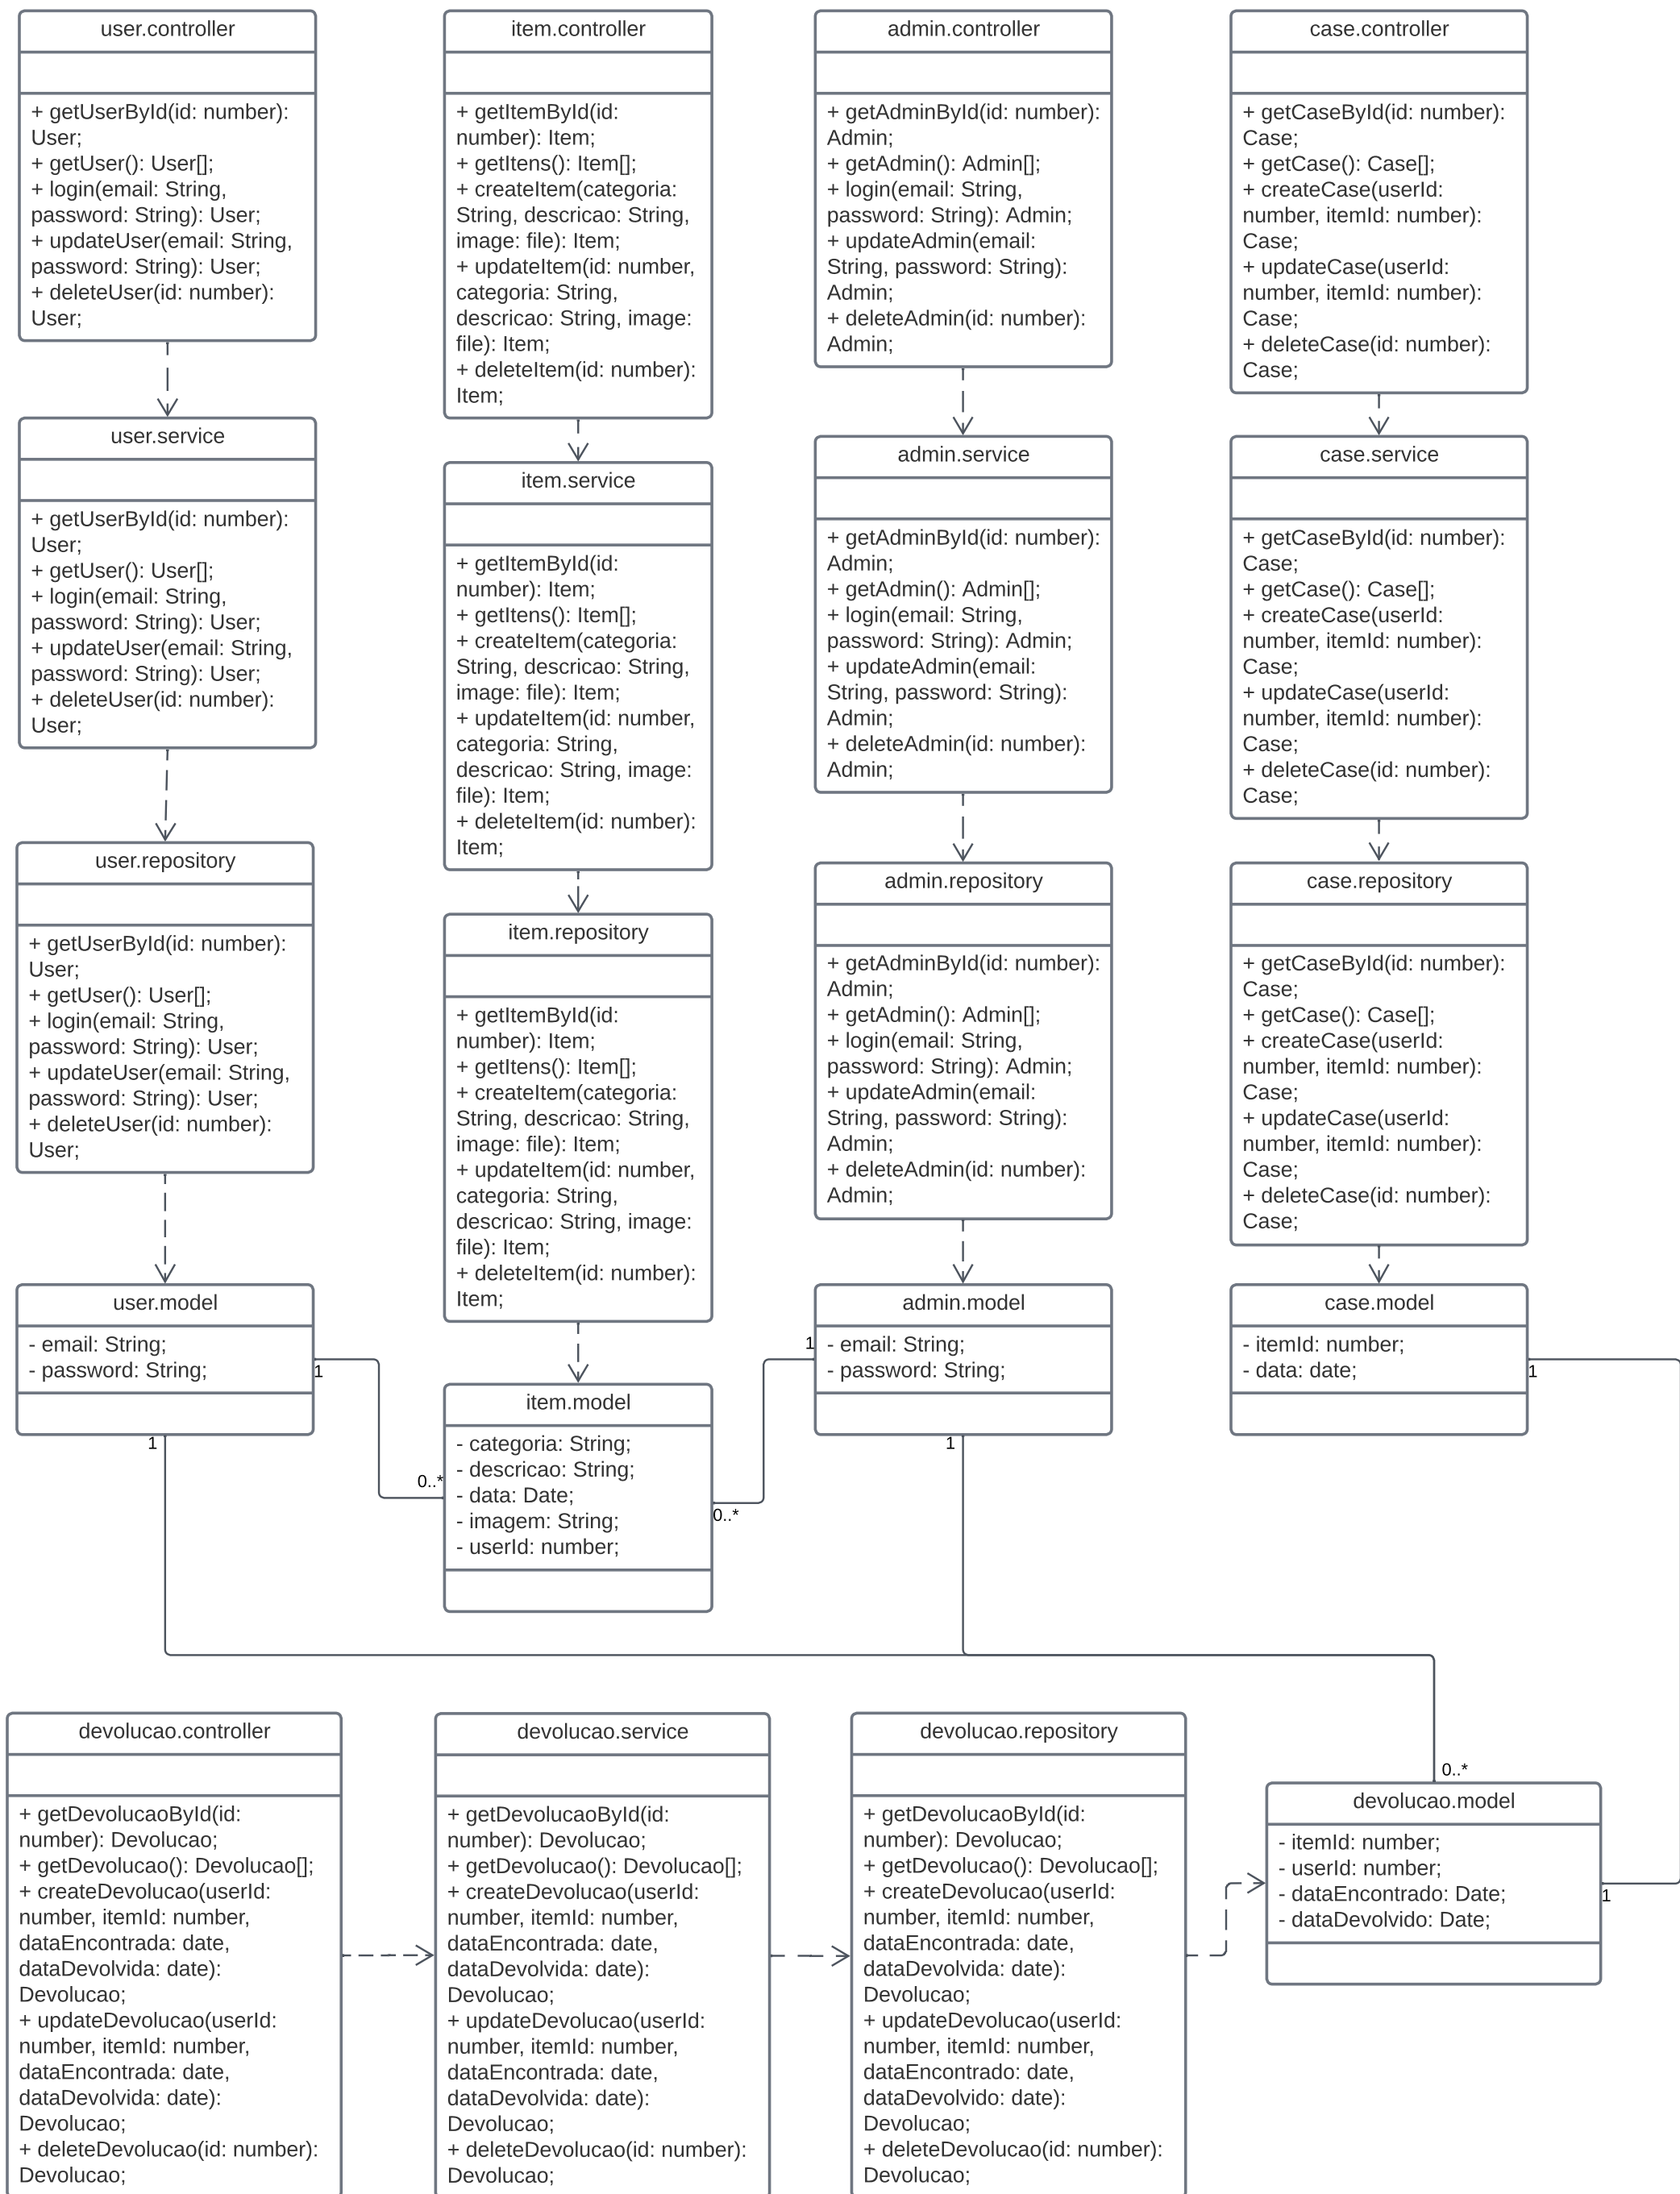 user.controller
+ getUserById(id: number):
User;
+ getUser(): User[];
+ login(email: String,
password: String): User;
+ updateUser(email: String,
password: String): User;
+ deleteUser(id: number):
User;
item.controller
+ getItemById(id:
number): Item;
+ getItens(): Item[];
+ createItem(categoria:
String, descricao: String,
image: file): Item;
+ updateItem(id: number,
categoria: String,
descricao: String, image:
file): Item;
+ deleteItem(id: number):
Item;
admin.controller
+ getAdminById(id: number):
Admin;
+ getAdmin(): Admin[];
+ login(email: String,
password: String): Admin;
+ updateAdmin(email:
String, password: String):
Admin;
+ deleteAdmin(id: number):
Admin;
case.controller
+ getCaseById(id: number):
Case;
+ getCase(): Case[];
+ createCase(userId:
number, itemId: number):
Case;
+ updateCase(userId:
number, itemId: number):
Case;
+ deleteCase(id: number):
Case;
user.service
+ getUserById(id: number):
User;
+ getUser(): User[];
+ login(email: String,
password: String): User;
+ updateUser(email: String,
password: String): User;
+ deleteUser(id: number):
User;
item.service
+ getItemById(id:
number): Item;
+ getItens(): Item[];
+ createItem(categoria:
String, descricao: String,
image: file): Item;
+ updateItem(id: number,
categoria: String,
descricao: String, image:
file): Item;
+ deleteItem(id: number):
Item;
admin.service
+ getAdminById(id: number):
Admin;
+ getAdmin(): Admin[];
+ login(email: String,
password: String): Admin;
+ updateAdmin(email:
String, password: String):
Admin;
+ deleteAdmin(id: number):
Admin;
case.service
+ getCaseById(id: number):
Case;
+ getCase(): Case[];
+ createCase(userId:
number, itemId: number):
Case;
+ updateCase(userId:
number, itemId: number):
Case;
+ deleteCase(id: number):
Case;
user.repository
+ getUserById(id: number):
User;
+ getUser(): User[];
+ login(email: String,
password: String): User;
+ updateUser(email: String,
password: String): User;
+ deleteUser(id: number):
User;
item.repository
+ getItemById(id:
number): Item;
+ getItens(): Item[];
+ createItem(categoria:
String, descricao: String,
image: file): Item;
+ updateItem(id: number,
categoria: String,
descricao: String, image:
file): Item;
+ deleteItem(id: number):
Item;
admin.repository
+ getAdminById(id: number):
Admin;
+ getAdmin(): Admin[];
+ login(email: String,
password: String): Admin;
+ updateAdmin(email:
String, password: String):
Admin;
+ deleteAdmin(id: number):
Admin;
case.repository
+ getCaseById(id: number):
Case;
+ getCase(): Case[];
+ createCase(userId:
number, itemId: number):
Case;
+ updateCase(userId:
number, itemId: number):
Case;
+ deleteCase(id: number):
Case;
user.model
- email: String;
- password: String;
1
1
item.model
- categoria: String;
- descricao: String;
- data: Date;
- imagem: String;
- userId: number;
0..*
0..*
admin.model
- email: String;
- password: String;
1
1
case.model
- itemId: number;
- data: date;
1
devolucao.controller
+ getDevolucaoById(id:
number): Devolucao;
+ getDevolucao(): Devolucao[];
+ createDevolucao(userId:
number, itemId: number,
dataEncontrada: date,
dataDevolvida: date):
Devolucao;
+ updateDevolucao(userId:
number, itemId: number,
dataEncontrada: date,
dataDevolvida: date):
Devolucao;
+ deleteDevolucao(id: number):
Devolucao;
devolucao.service
+ getDevolucaoById(id:
number): Devolucao;
+ getDevolucao(): Devolucao[];
+ createDevolucao(userId:
number, itemId: number,
dataEncontrada: date,
dataDevolvida: date):
Devolucao;
+ updateDevolucao(userId:
number, itemId: number,
dataEncontrada: date,
dataDevolvida: date):
Devolucao;
+ deleteDevolucao(id: number):
Devolucao;
devolucao.repository
+ getDevolucaoById(id:
number): Devolucao;
+ getDevolucao(): Devolucao[];
+ createDevolucao(userId:
number, itemId: number,
dataEncontrada: date,
dataDevolvida: date):
Devolucao;
+ updateDevolucao(userId:
number, itemId: number,
dataEncontrado: date,
dataDevolvido: date):
Devolucao;
+ deleteDevolucao(id: number):
Devolucao;
0..*
devolucao.model
- itemId: number;
- userId: number;
- dataEncontrado: Date;
- dataDevolvido: Date;
1